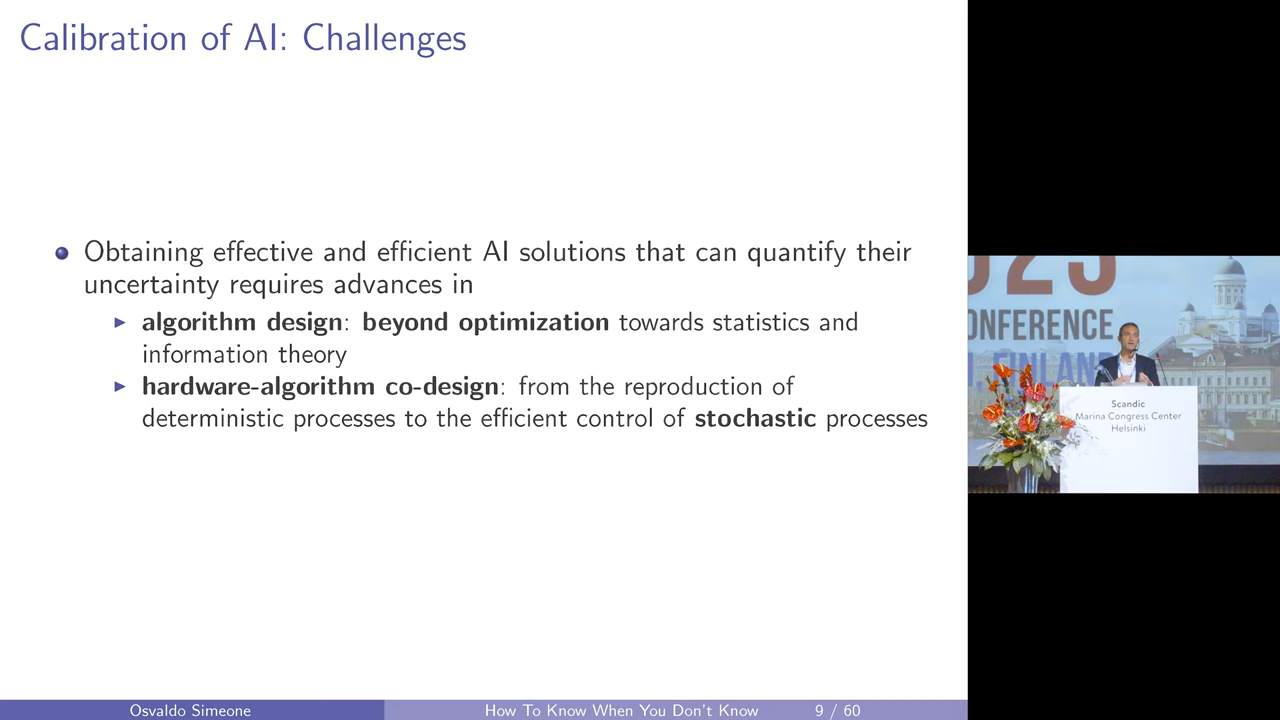 Calibration of AI: Challenges
Obtaining effective and efficient AI solutions that can quantify their
uncertainty requires advances in
algorithm design: beyond optimization towards statistics and
information theory
hardware-algorithm co-design: from the reproduction of
deterministic processes to the efficient control of stochastic processes
Osvaldo Simeone
How To Know When You Don't Know
9 / 60
2023
ONFERENCE
FINLAND
Scandic
Marina Congress Center
Helsinki